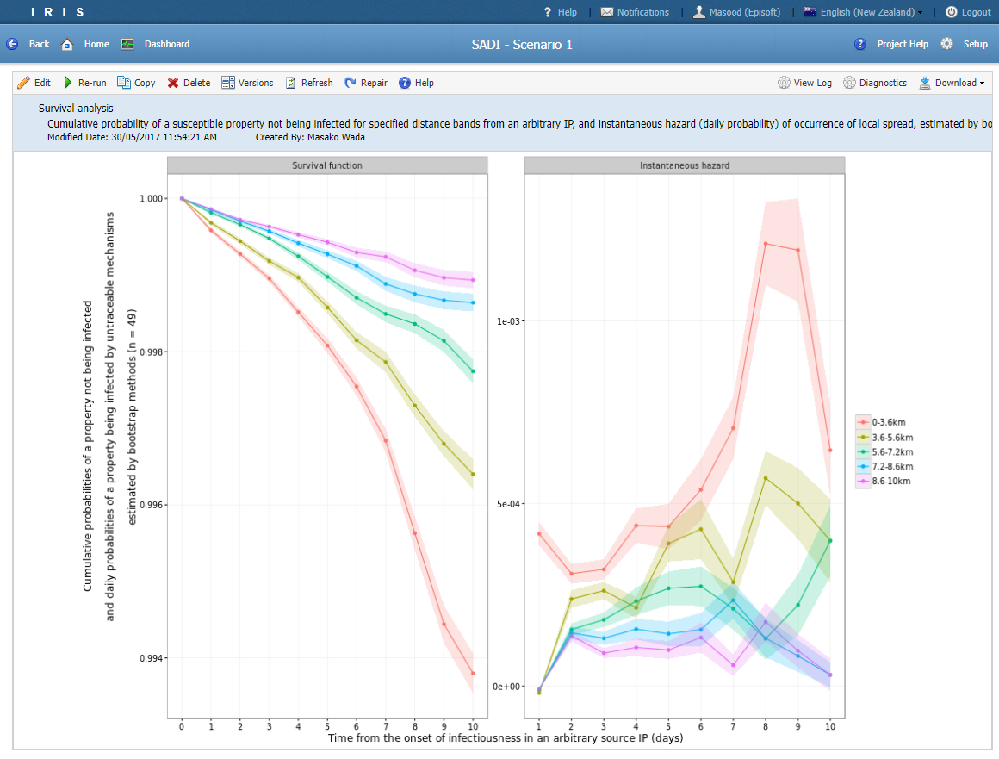 I R I S
Help
Notifications
Masood (Episoft)
English (New Zealand)
Logout
Back
Home
Dashboard
SADI - Scenario 1
Project Help
Setup
Edit
Re-run
Copy
Delete
Versions
Refresh
Repair
Help
View Log
Diagnostics
Download
Survival analysis
Cumulative probability of a susceptible property not being infected for specified distance bands from an arbitrary IP, and instantaneous hazard (daily probability) of occurrence of local spread, estimated by bo
Modified Date: 30/05/2017 11:54:21 AM Created By: Masako Wada
Cumulative probabilities of a property not being infected
and daily probabilities of a property being infected by untraceable mechanisms
estimated by bootstrap methods (n = 49)
Survival function
1.000
0.998
0.996
0.994
0 1 2 3 4 5 6 7 8 9 10
Instantaneous hazard
1e-03
5e-04
0e+00
1 2 3 4 5 6 7 8 9 10
Time from the onset of infectiousness in an arbitrary source IP (days)
0-3.6km
3.6-5.6km
5.6-7.2km
7.2-8.6km
8.6-10km